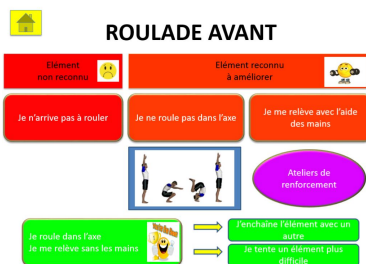 ROULADE AVANT
Elément
non reconnu
Elément reconnu
à améliorer
Je n'arrive pas à rouler
Je ne roule pas dans l'axe
Je me relève avec l'aide
des mains
Ateliers de
renforcement
Je roule dans l'axe
Je me relève sans les mains
J'enchaîne l'élément avec un
autre
Je tente un élément plus
difficile